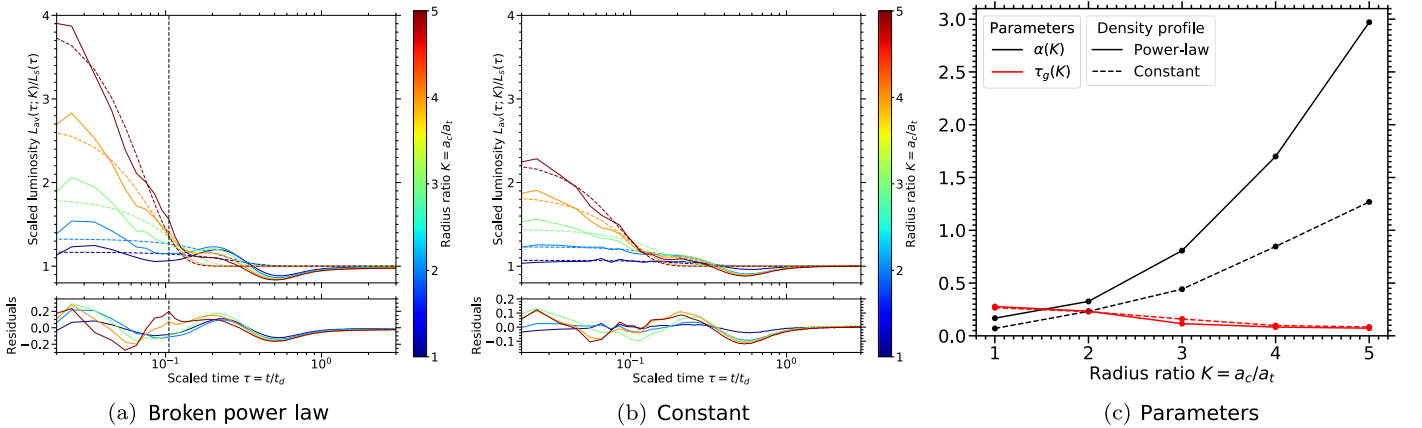 4
3
2
1
Scaled luminosity L_av(τ; K)/L_s(τ)
0.2
0.0
−0.2
Residuals
10⁻¹
10⁰
Scaled time τ = t/t_d
5
4
3
2
1
Radius ratio K = a_c/a_t
(a) Broken power law
4
3
2
1
Scaled luminosity L_av(τ; K)/L_s(τ)
0.2
0.1
0.0
−0.1
Residuals
10⁻¹
10⁰
Scaled time τ = t/t_d
5
4
3
2
1
Radius ratio K = a_c/a_t
(b) Constant
3.0
2.5
2.0
1.5
1.0
0.5
0.0
Parameters
α(K)
τ_g(K)
Density profile
Power-law
Constant
1 2 3 4 5
Radius ratio K = a_c/a_t
(c) Parameters